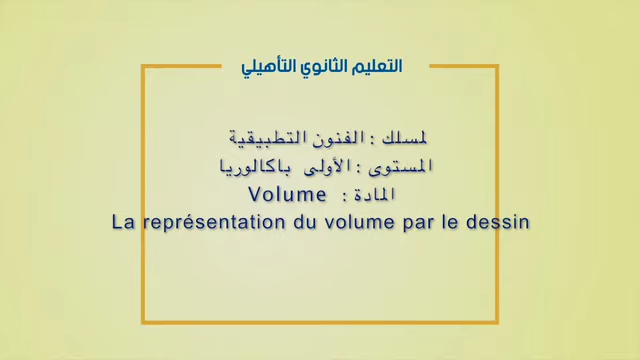 التعليم الثانوي التأهيلي
لمسلك : الفنون التطبيقية
المستوى : الأولى باكالوريا
المادة : Volume
La représentation du volume par le dessin